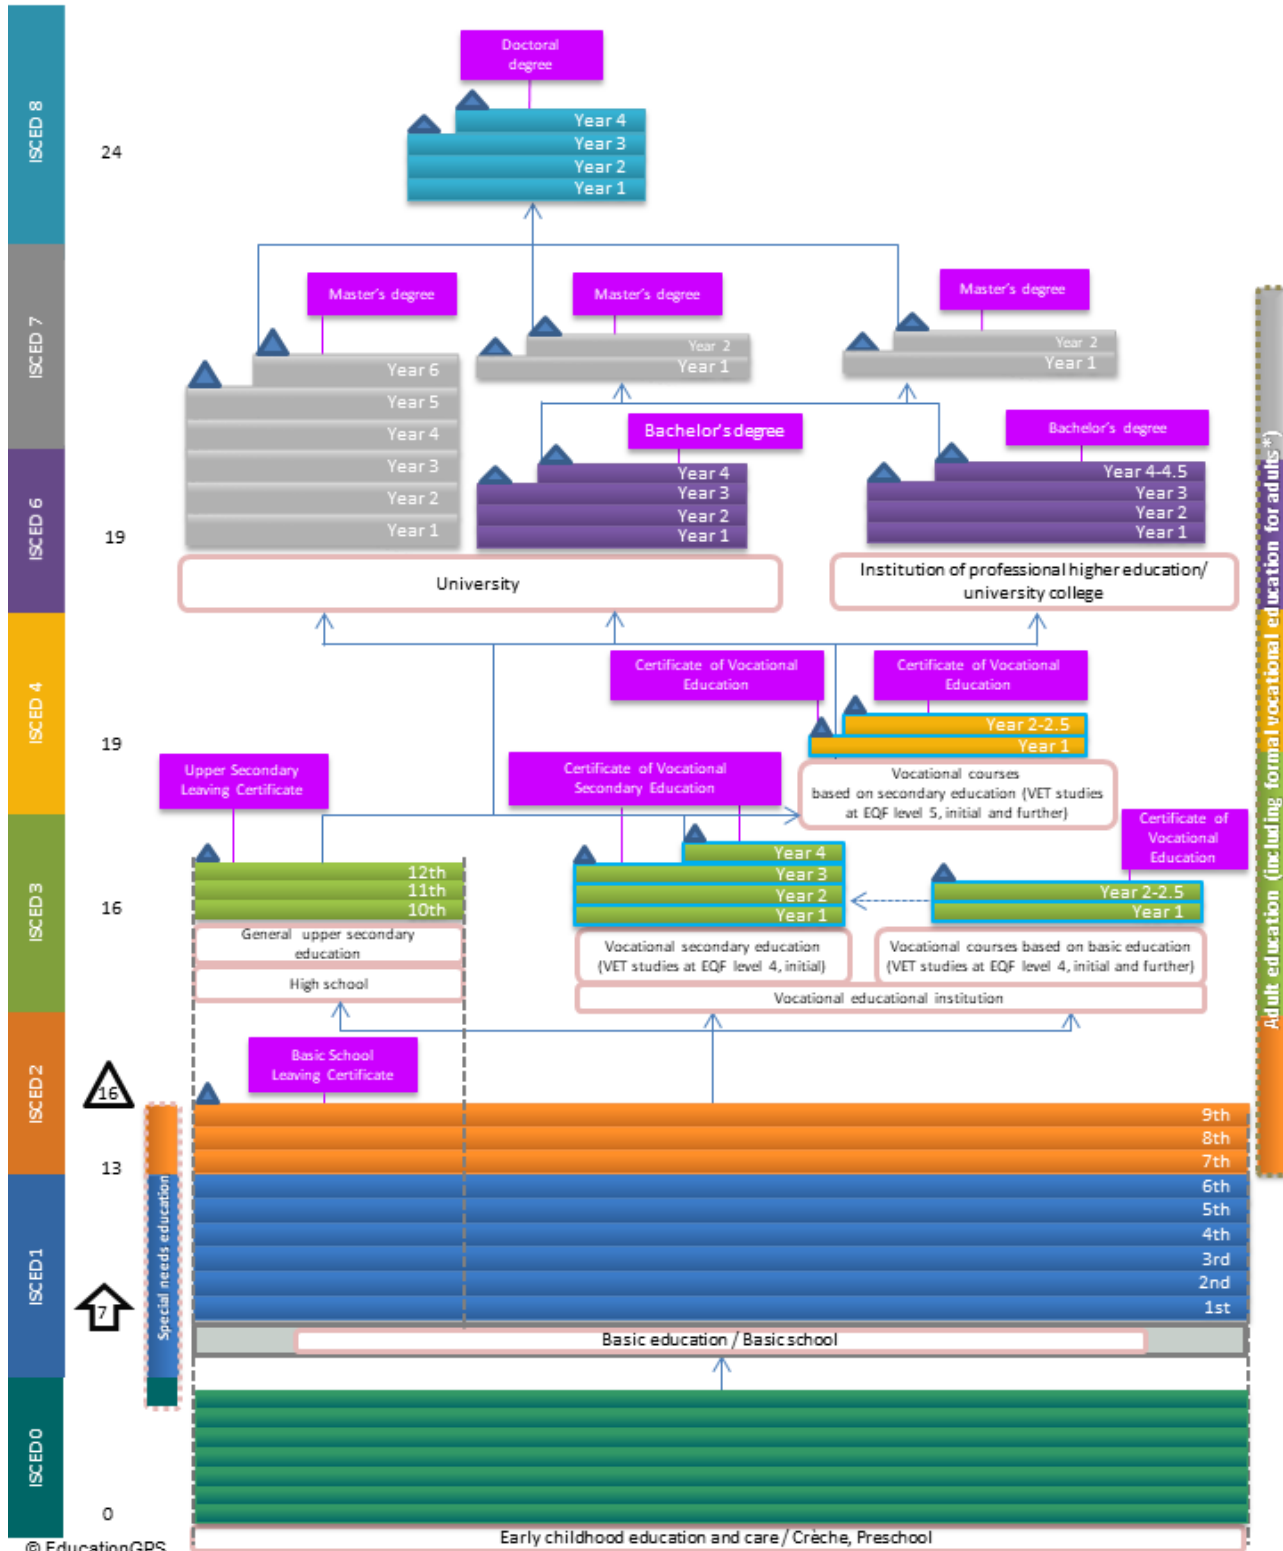 ISCED 8
24
Doctoral
degree
Year 4
Year 3
Year 2
Year 1
ISCED 7
Master's degree
Year 6
Year 5
Year 4
Year 3
Year 2
Year 1
Master's degree
Year 2
Year 1
Master's degree
Year 2
Year 1
ISCED 6
19
Bachelor's degree
Year 4
Year 3
Year 2
Year 1
Bachelor's degree
Year 4-4.5
Year 3
Year 2
Year 1
University
Institution of professional higher education/
university college
ISCED 4
19
Certificate of Vocational
Education
Certificate of Vocational
Education
Year 2-2.5
Year 1
Vocational courses
based on secondary education (VET studies
at EQF level 5, initial and further)
ISCED3
16
Upper Secondary
Leaving Certificate
12th
11th
10th
General upper secondary
education
High school
Certificate of Vocational
Secondary Education
Year 4
Year 3
Year 2
Year 1
Vocational secondary education
(VET studies at EQF level 4, initial)
Certificate of
Vocational
Education
Year 2-2.5
Year 1
Vocational courses based on basic education
(VET studies at EQF level 4, initial and further)
Vocational educational institution
ISCED2
16
13
Basic School
Leaving Certificate
9th
8th
7th
ISCED1
7
6th
5th
4th
3rd
2nd
1st
Special needs education
Basic education / Basic school
ISCED0
0
Early childhood education and care / Crèche, Preschool
Adult education (including formal vocational education for adults*)
© EducationGPS